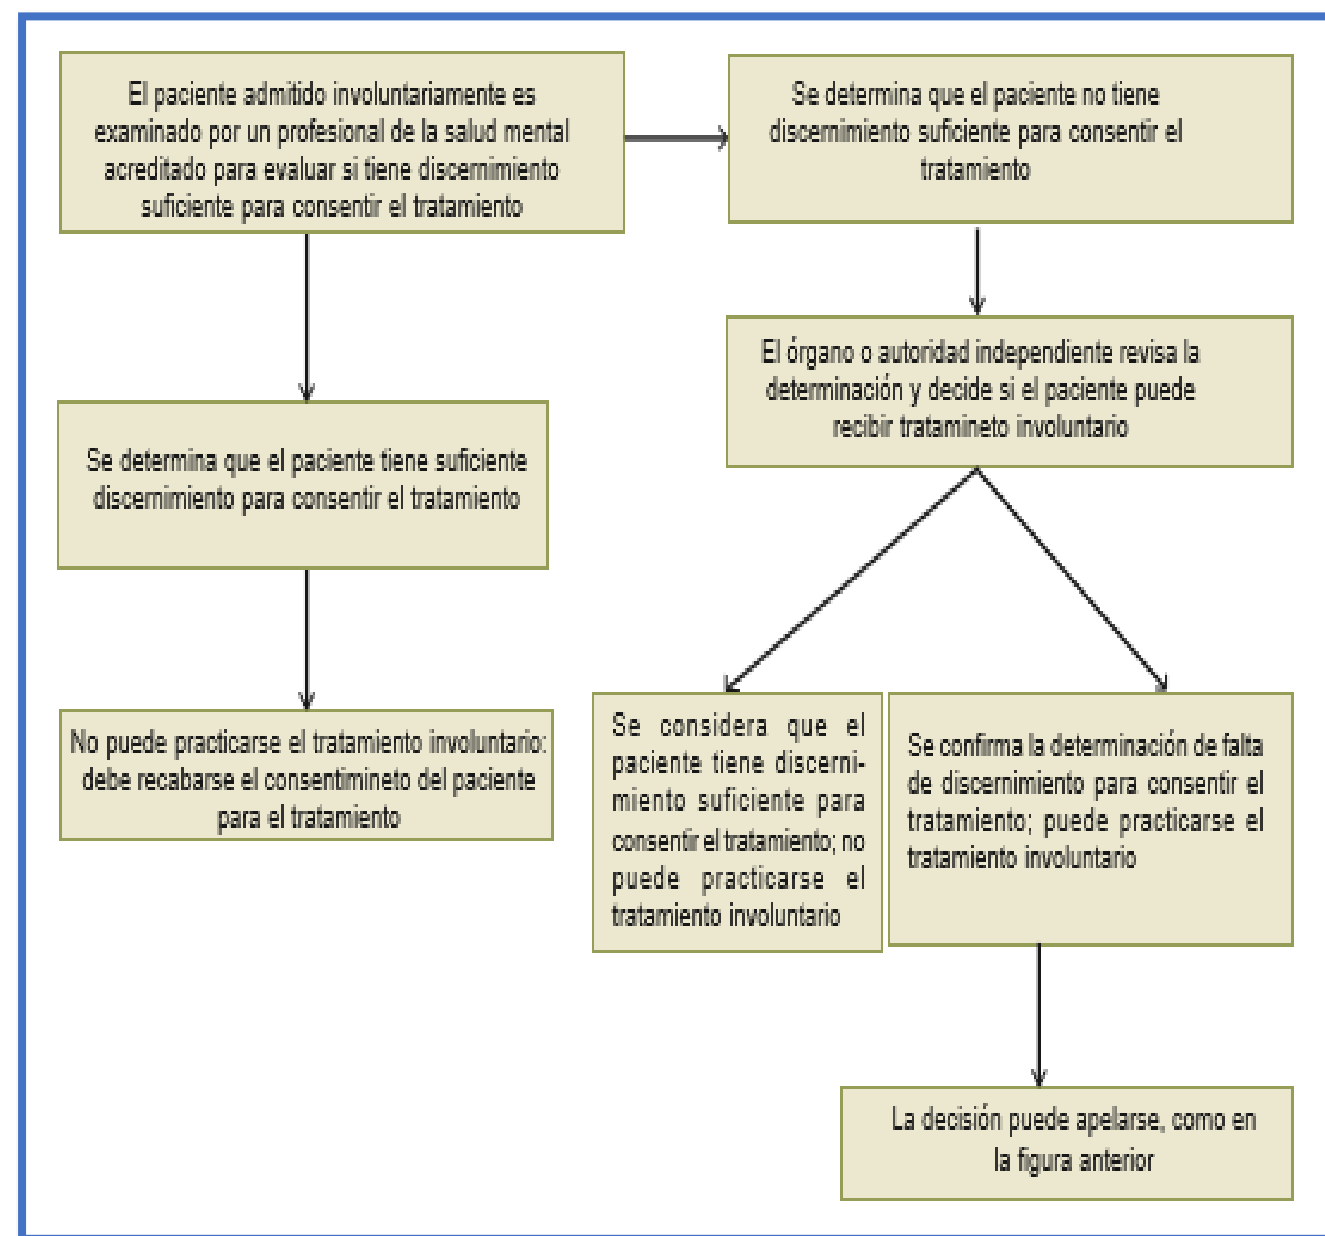 El paciente admitido involuntariamente es
examinado por un profesional de la salud mental
acreditado para evaluar si tiene discernimiento
suficiente para consentir el tratamiento
Se determina que el paciente no tiene
discernimiento suficiente para consentir el
tratamiento
El órgano o autoridad independiente revisa la
determinación y decide si el paciente puede
recibir tratamineto involuntario
Se determina que el paciente tiene suficiente
discernimiento para consentir el tratamiento
No puede practicarse el tratamiento involuntario:
debe recabarse el consentimineto del paciente
para el tratamiento
Se considera que el
paciente tiene discerni-
miento suficiente para
consentir el tratamiento; no
puede practicarse el
tratamiento involuntario
Se confirma la determinación de falta
de discernimiento para consentir el
tratamiento; puede practicarse el
tratamiento involuntario
La decisión puede apelarse, como en
la figura anterior